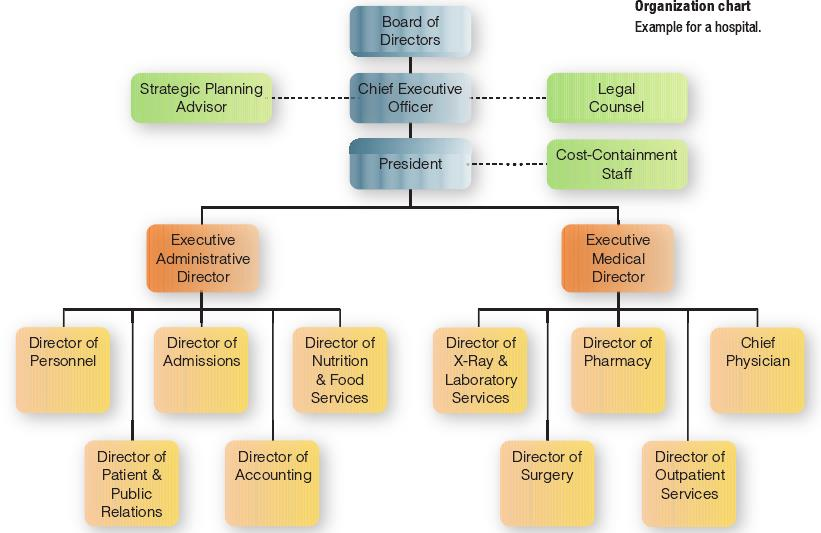 Organization chart
Example for a hospital.
Board of
Directors
Strategic Planning
Advisor
Chief Executive
Officer
Legal
Counsel
President
Cost-Containment
Staff
Executive
Administrative
Director
Executive
Medical
Director
Director of
Personnel
Director of
Admissions
Director of
Nutrition
& Food
Services
Director of
X-Ray &
Laboratory
Services
Director of
Pharmacy
Chief
Physician
Director of
Patient &
Public
Relations
Director of
Accounting
Director of
Surgery
Director of
Outpatient
Services